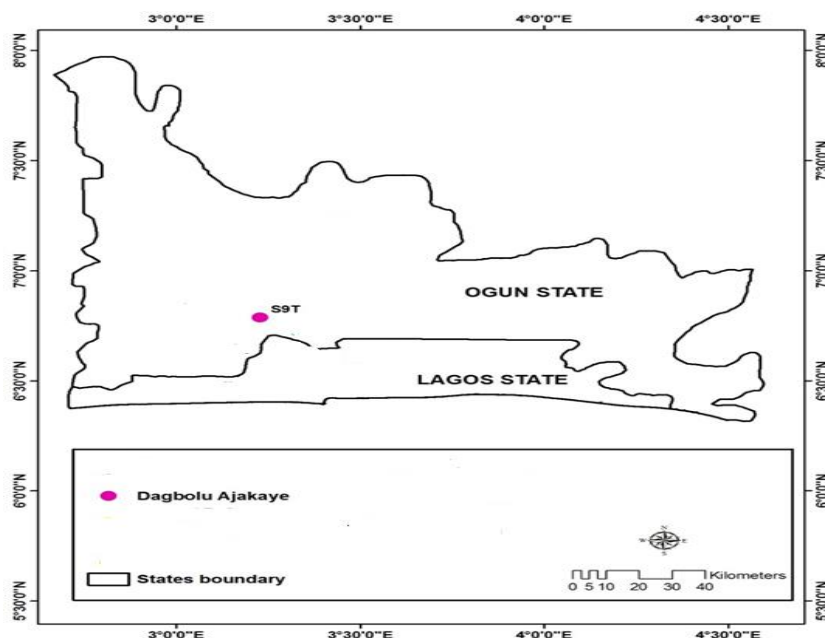 3°0'0"E 3°30'0"E 4°0'0"E 4°30'0"E
8°0'0"N
7°30'0"N
7°0'0"N
6°30'0"N
6°0'0"N
5°30'0"N
S9T
OGUN STATE
LAGOS STATE
Dagbolu Ajakaye
States boundary
N
W E
S
0 5 10 20 30 40 Kilometers
8°0'0"N
7°30'0"N
7°0'0"N
6°30'0"N
6°0'0"N
5°30'0"N
3°0'0"E 3°30'0"E 4°0'0"E 4°30'0"E